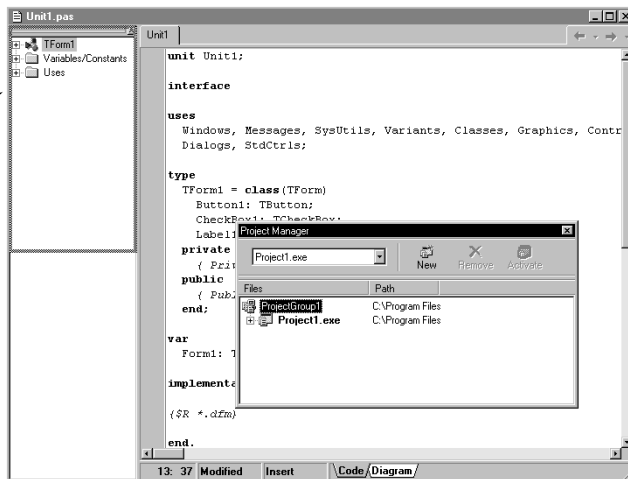 Unit1.pas
TForm1
Variables/Constants
Uses
Unit1
unit Unit1;
interface
uses
Windows, Messages, SysUtils, Variants, Classes, Graphics, Contr
Dialogs, StdCtrls;
type
TForm1 = class(TForm)
Button1: TButton;
CheckBox1: TCheckBox;
Label1
private
{ Pri
public
{ Publ
end;
var
Form1: T
implementa
{$R *.dfm}
end.
Project Manager
Project1.exe
New Remove Activate
Files Path
ProjectGroup1 C:\Program Files
Project1.exe C:\Program Files
13: 37 Modified Insert Code Diagram